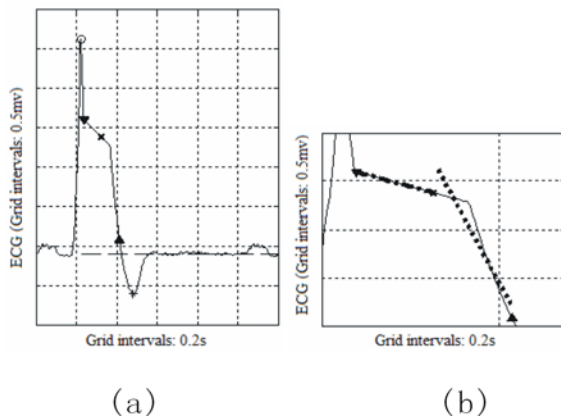 ECG (Grid intervals: 0.5mv)
Grid intervals: 0.2s
(a)
ECG (Grid intervals: 0.5mv)
Grid intervals: 0.2s
(b)